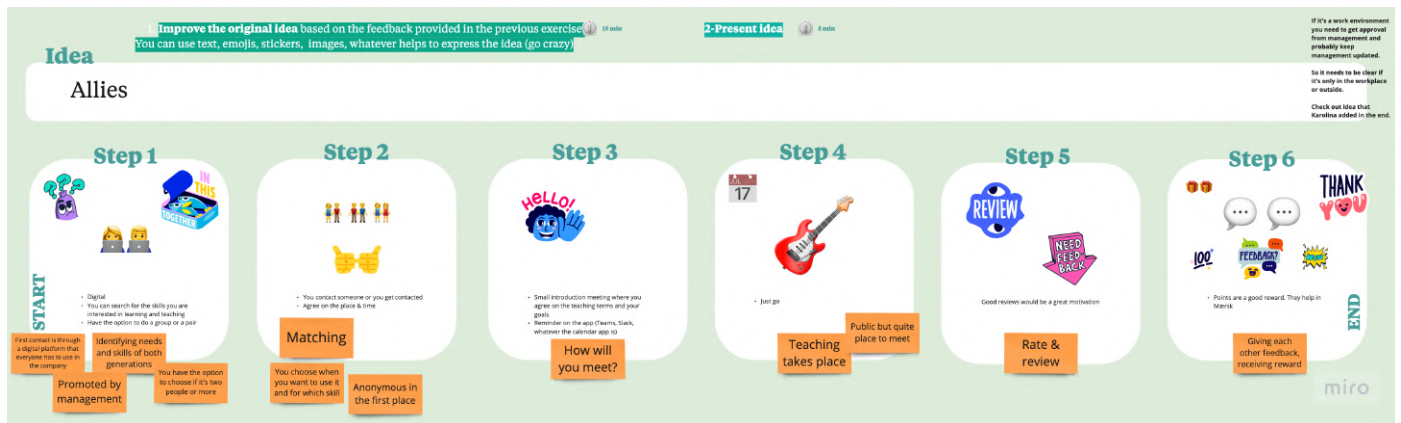 Improve the original idea based on the feedback provided in the previous exercise
15 min
You can use text, emojis, stickers, images, whatever helps to express the idea (go crazy)
2-Present idea
5 min
If it's a work environment
you need to get approval
from management and
probably keep
management updated.
So it needs to be clear if
it's only in the workplace
or outside.
Check out idea that
Karolina added in the end.
Idea
Allies
Step 1
IN
THIS
TOGETHER
START
• Digital
• You can search for the skills you are
interested in learning and teaching
• Have the option to do a group or a pair
First contact is through
a digital platform that
everyone has to use in
the company
Identifying needs
and skills of both
generations
Promoted by
management
You have the option
to choose if it's two
people or more
Step 2
• You contact someone or you get contacted
• Agree on the place & time
Matching
You choose when
you want to use it
and for which skill
Anonymous in
the first place
Step 3
HELLO!
• Small introduction meeting where you
agree on the teaching terms and your
goals
• Reminder on the app (Teams, Slack,
whatever the calendar app is)
How will
you meet?
Step 4
JUL
17
• Just go
Public but quite
place to meet
Teaching
takes place
Step 5
REVIEW
NEED
FEED
BACK
Good reviews would be a great motivation
Rate &
review
Step 6
THANK
YOU
100
FEEDBACK?
• Points are a good reward. They help in
Mærsk
END
Giving each
other feedback,
receiving reward
miro